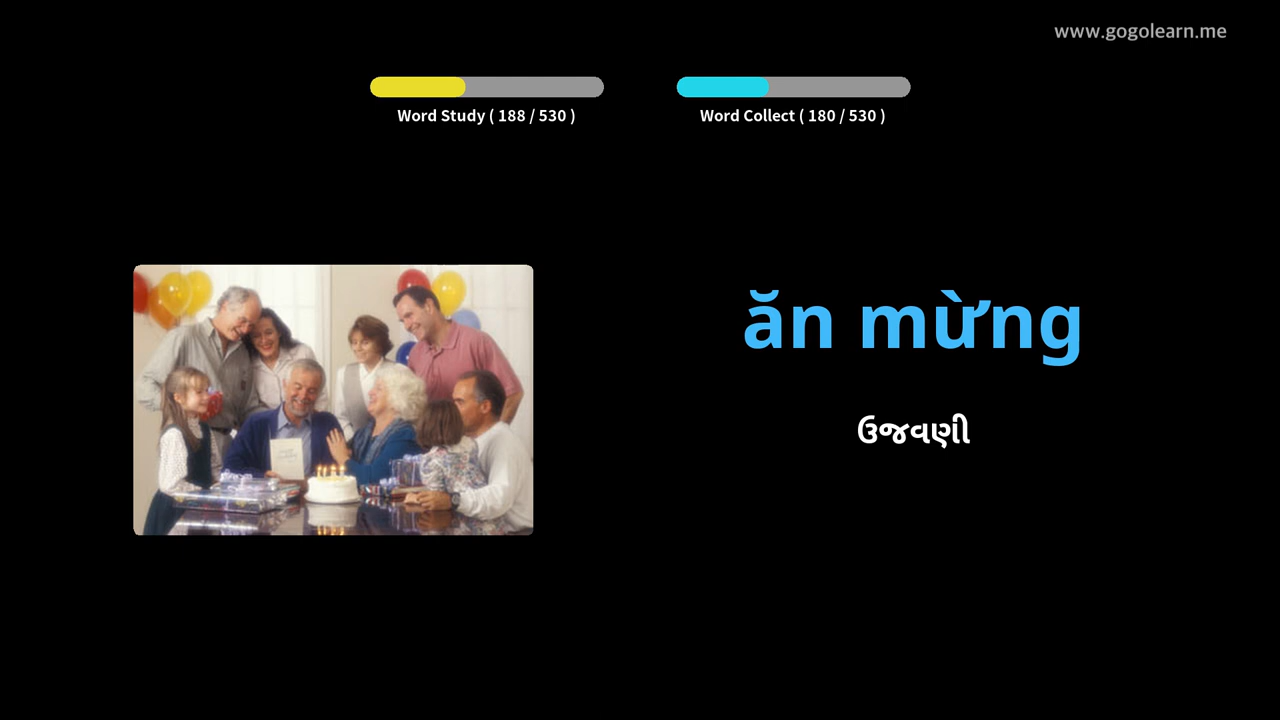 www.gogolearn.me
Word Study ( 188 / 530 )
Word Collect ( 180 / 530 )
ăn mừng
ઉજવણી